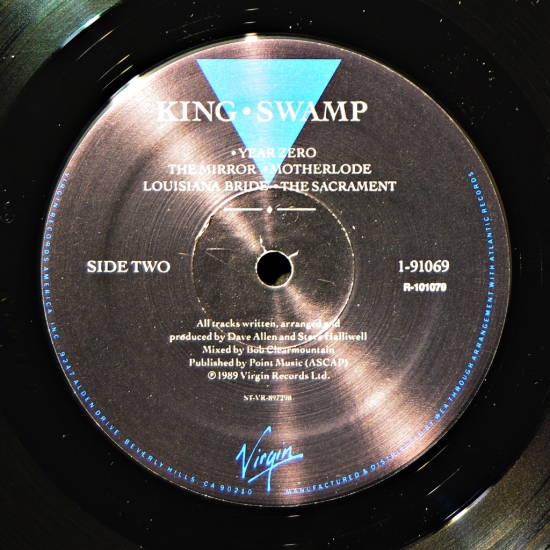 KING • SWAMP
• YEAR ZERO
THE MIRROR • MOTHERLODE
LOUISIANA BRIDE • THE SACRAMENT
SIDE TWO
1-91069
R-101079
All tracks written, arranged and
produced by Dave Allen and Steve Halliwell
Mixed by Bob Clearmountain
Published by Point Music (ASCAP)
℗ 1989 Virgin Records Ltd.
ST-VR-897298
Virgin
VIRGIN RECORDS AMERICA, INC. 9247 ALDEN DRIVE, BEVERLY HILLS, CA 90210
MANUFACTURED & DISTRIBUTED BY WEA THROUGH ARRANGEMENT WITH ATLANTIC RECORDS